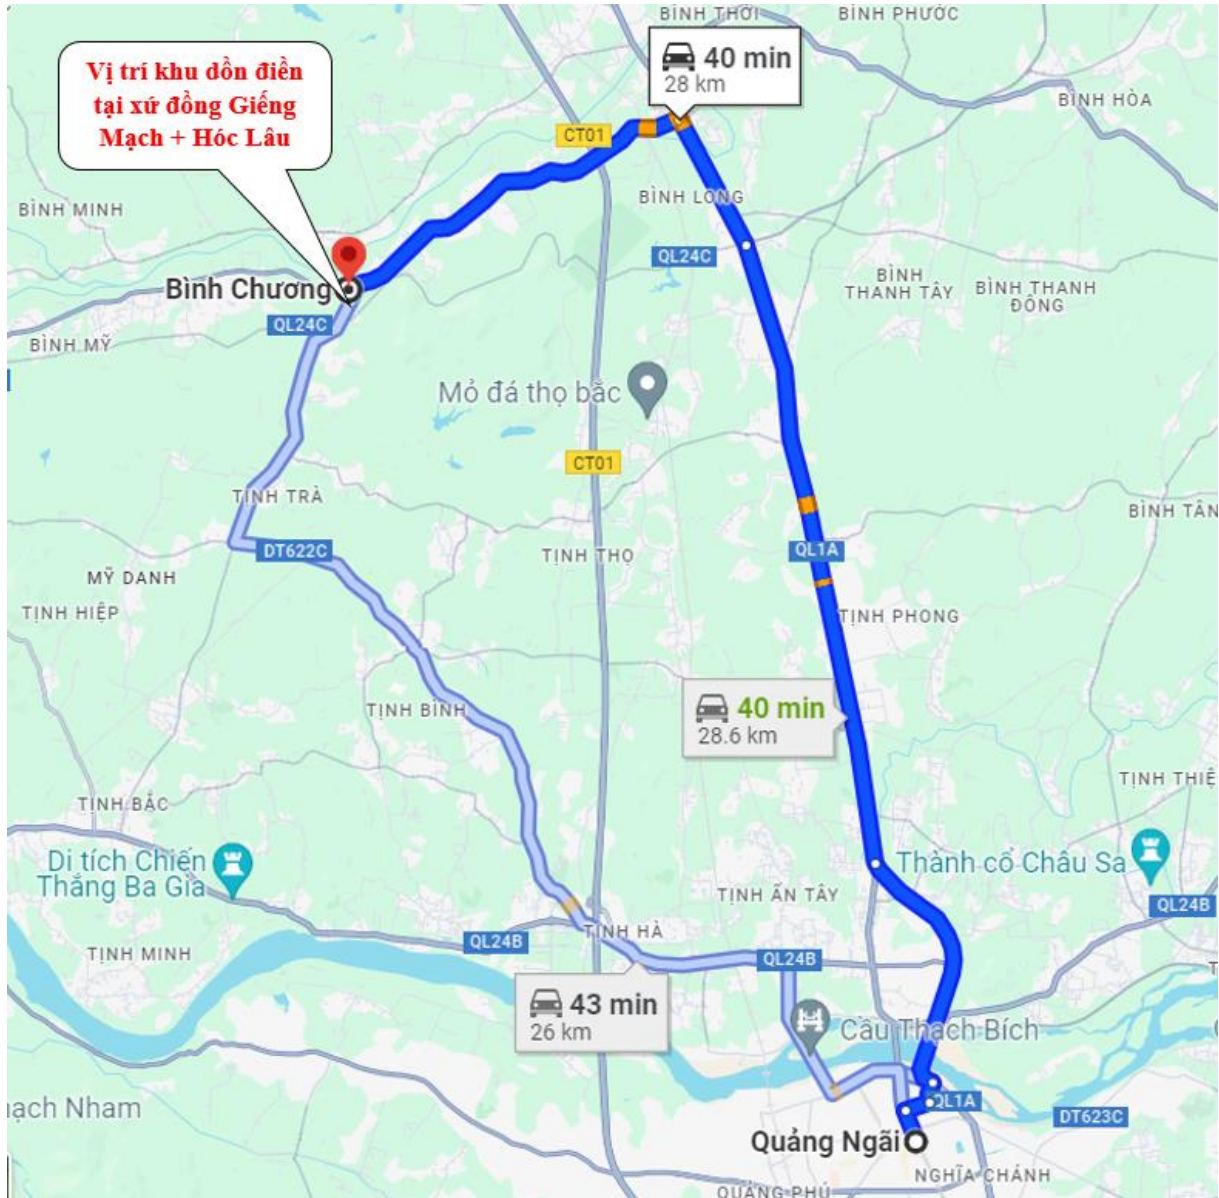 BÌNH THỚI
BÌNH PHƯỚC
Vị trí khu dồn điền
tại xứ đồng Giếng
Mạch + Hóc Lâu
40 min
28 km
BÌNH HÒA
CT01
BÌNH MINH
BÌNH LONG
QL24C
BÌNH
THANH TÂY
BÌNH THANH
ĐÔNG
Bình Chương
QL24C
BÌNH MỸ
Mỏ đá thọ bắc
CT01
TỊNH TRÀ
BÌNH TÂN
DT622C
TỊNH THỌ
QL1A
MỸ DANH
TỊNH HIỆP
TỊNH PHONG
TỊNH BÌNH
40 min
28.6 km
TỊNH THIỆ
TỊNH BẮC
Di tích Chiến
Thắng Ba Gia
Thành cổ Châu Sa
TỊNH ẤN TÂY
QL24B
TỊNH HÀ
QL24B
TỊNH MINH
QL24B
43 min
26 km
Cầu Thạch Bích
ạch Nham
QL1A
DT623C
Quảng Ngãi
NGHĨA CHÁNH
QUẢNG PHÚ